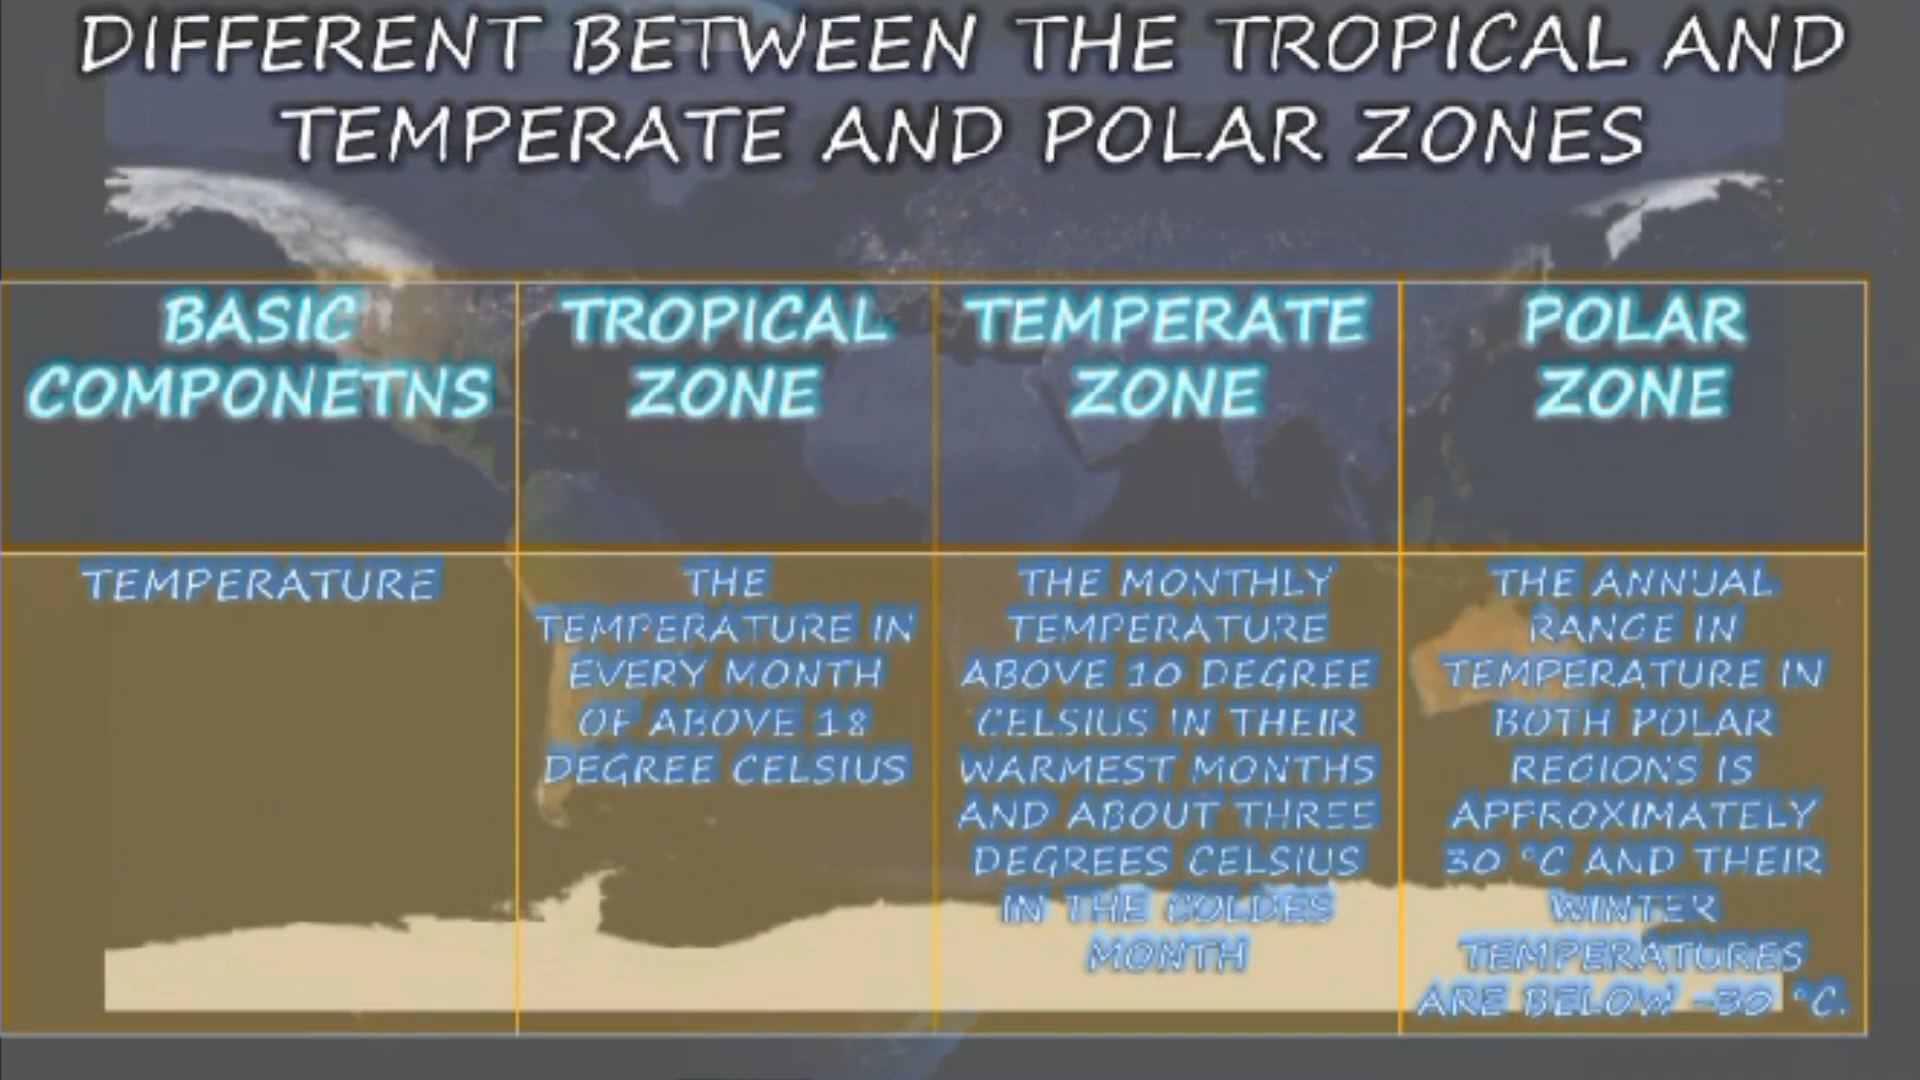 DIFFERENT BETWEEN THE TROPICAL AND
TEMPERATE AND POLAR ZONES
BASIC
COMPONETNS
TROPICAL
ZONE
TEMPERATE
ZONE
POLAR
ZONE
TEMPERATURE
THE
TEMPERATURE IN
EVERY MONTH
OF ABOVE 18
DEGREE CELSIUS
THE MONTHLY
TEMPERATURE
ABOVE 10 DEGREE
CELSIUS IN THEIR
WARMEST MONTHS
AND ABOUT THREE
DEGREES CELSIUS
IN THE COLDES
MONTH
THE ANNUAL
RANGE IN
TEMPERATURE IN
BOTH POLAR
REGIONS IS
APPROXIMATELY
30 °C AND THEIR
WINTER
TEMPERATURES
ARE BELOW -30 °C.